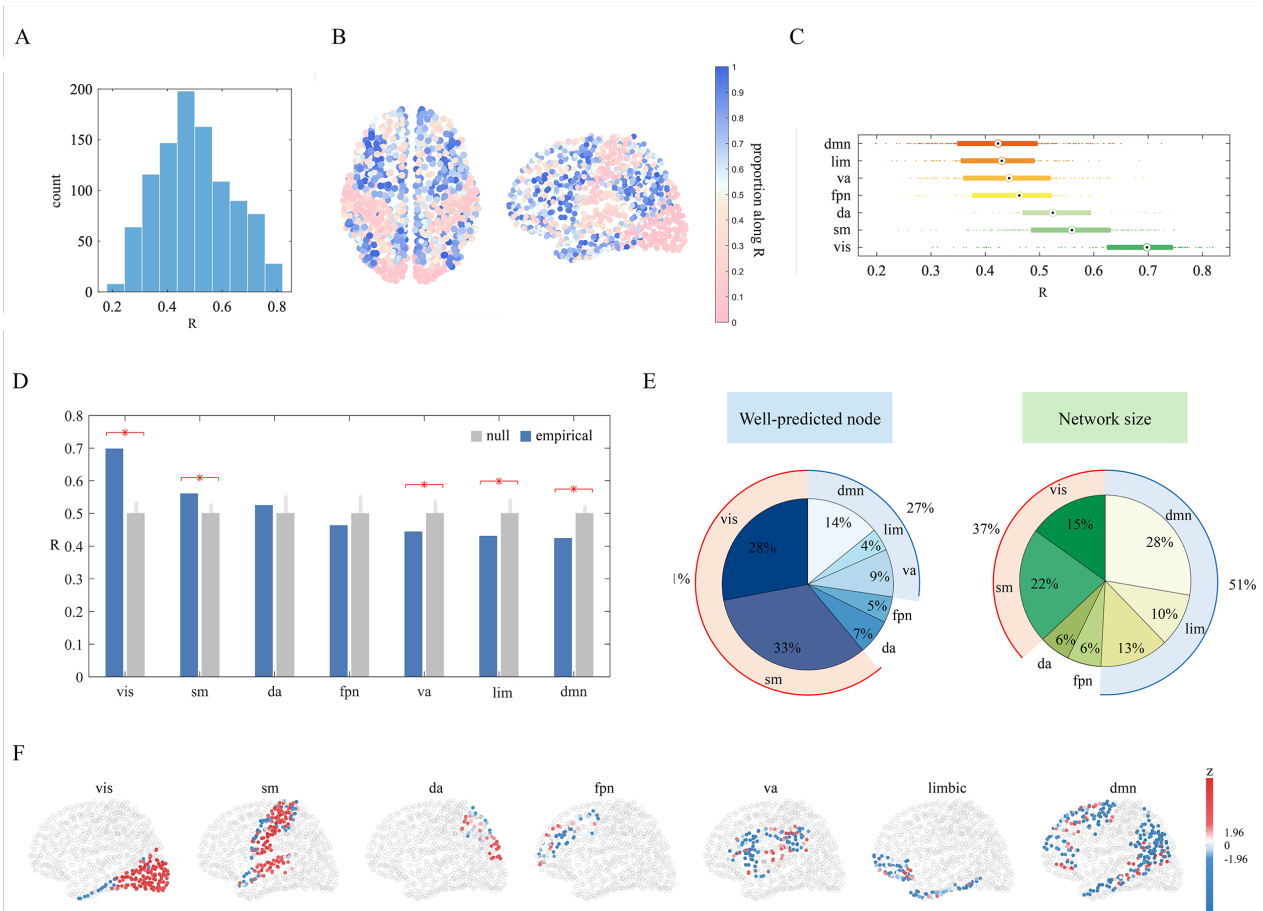 A
B
C
200
150
100
50
0
count
0.2
0.4
0.6
0.8
R
1
0.9
0.8
0.7
0.6
0.5
0.4
0.3
0.2
0.1
0
proportion along R
dmn
lim
va
fpn
da
sm
vis
0.2
0.3
0.4
0.5
0.6
0.7
0.8
R
D
0.8
0.7
0.6
0.5
0.4
0.3
0.2
0.1
0
R
null
empirical
vis
sm
da
fpn
va
lim
dmn
E
Well-predicted node
vis
dmn
27%
lim
va
fpn
da
sm
14%
4%
9%
5%
7%
33%
28%
1%
Network size
vis
dmn
37%
51%
sm
lim
da
fpn
15%
28%
22%
10%
6%
6%
13%
F
vis
sm
da
fpn
va
limbic
dmn
z
1.96
0
-1.96